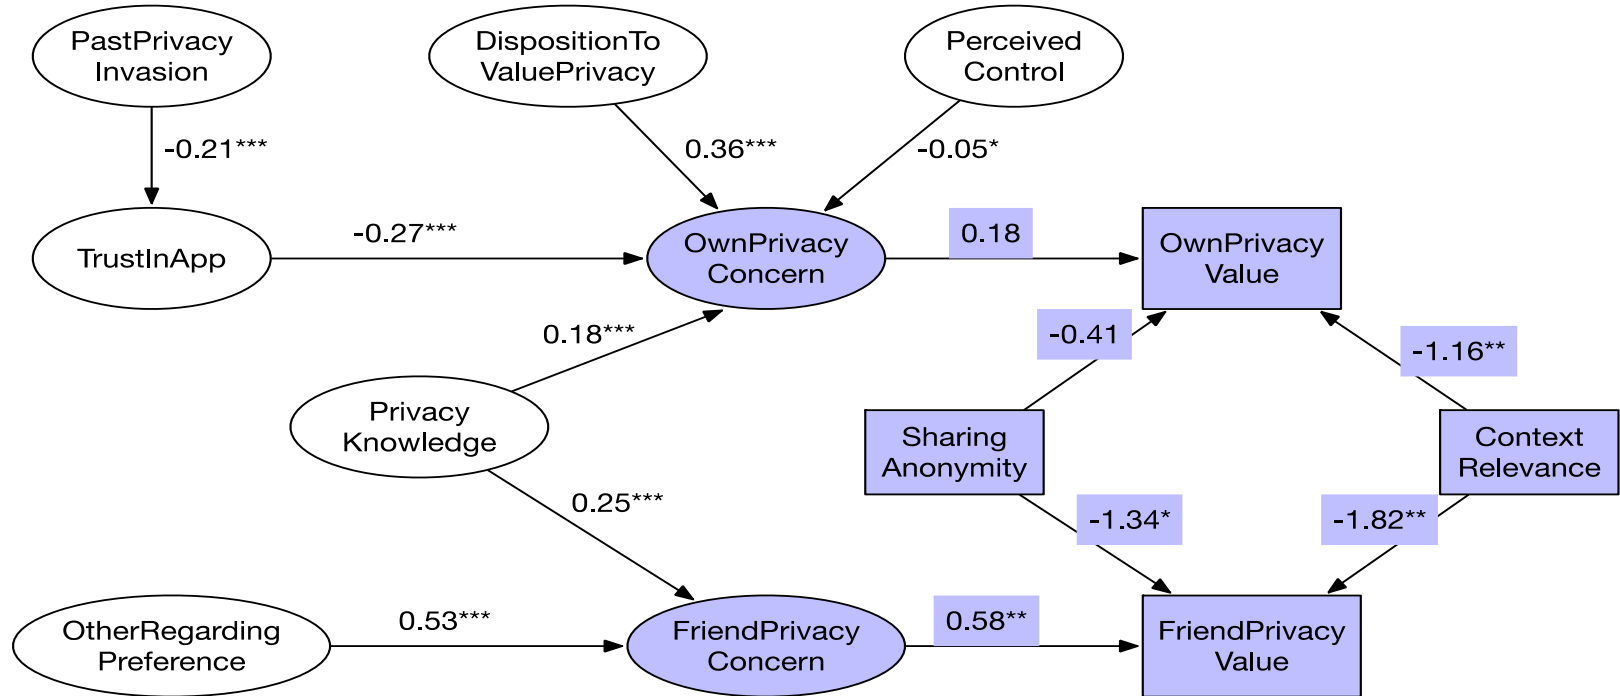 PastPrivacy
Invasion
DispositionTo
ValuePrivacy
Perceived
Control
-0.21***
0.36***
-0.05*
TrustInApp
-0.27***
OwnPrivacy
Concern
0.18
OwnPrivacy
Value
0.18***
-0.41
-1.16**
Privacy
Knowledge
Sharing
Anonymity
Context
Relevance
0.25***
-1.34*
-1.82**
OtherRegarding
Preference
0.53***
FriendPrivacy
Concern
0.58**
FriendPrivacy
Value